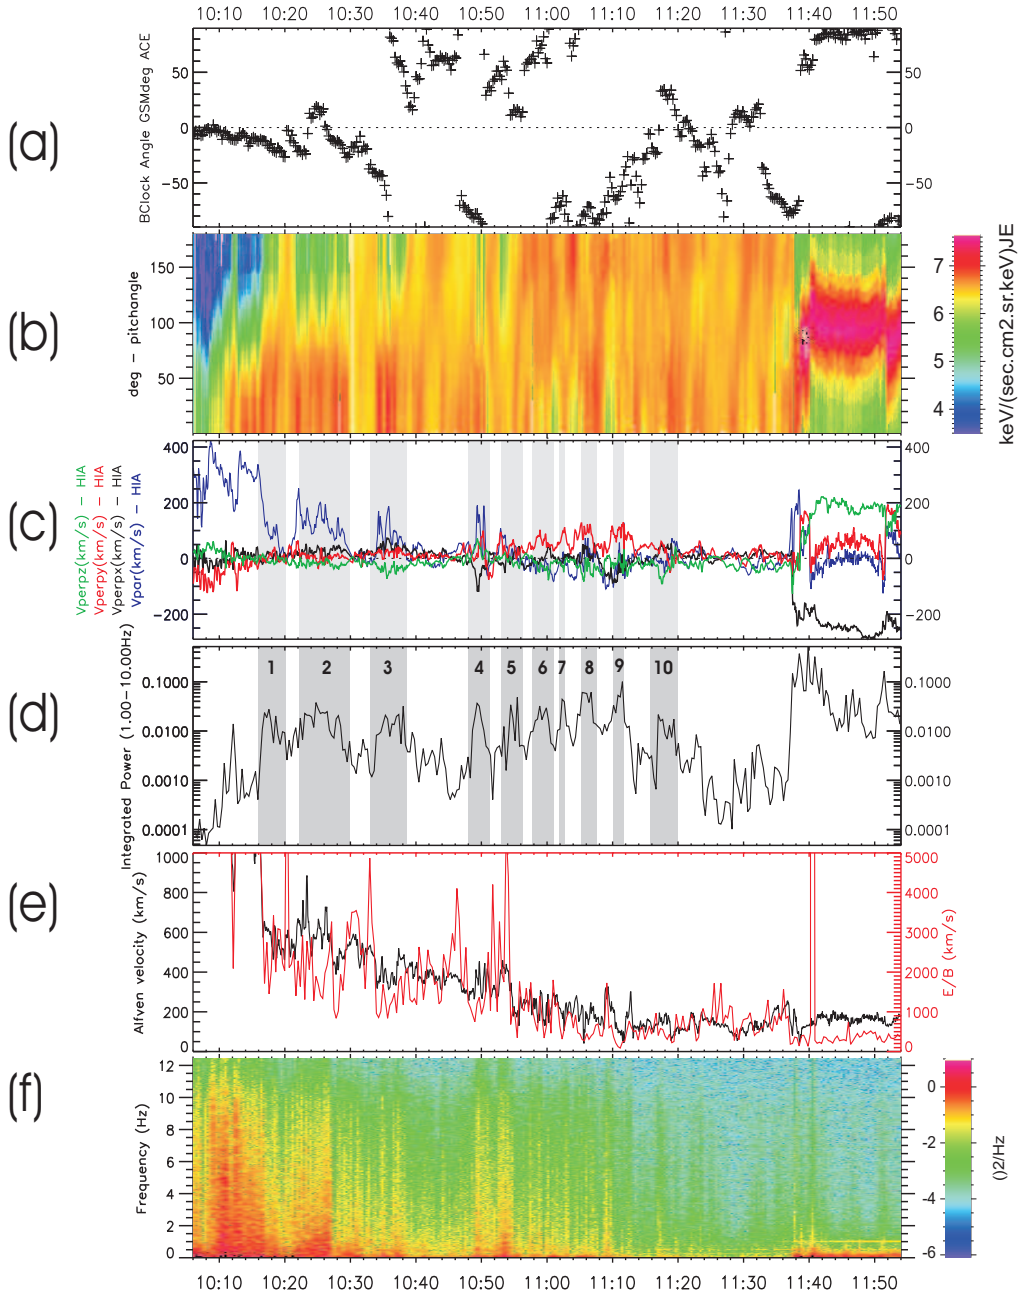 10:10 10:20 10:30 10:40 10:50 11:00 11:10 11:20 11:30 11:40 11:50
(a)
BClock Angle GSMdeg ACE
50
0
−50
50
0
−50
(b)
deg − pitchangle
150
100
50
7
6
5
4
keV/(sec.cm2.sr.keV)JE
(c)
Vperpz(km/s) − HIA
Vperpy(km/s) − HIA
Vperpx(km/s) − HIA
Vpar(km/s) − HIA
400
200
0
−200
400
200
0
−200
(d)
Integrated Power (1.00−10.00Hz)
0.1000
0.0100
0.0010
0.0001
1 2 3 4 5 6 7 8 9 10
0.1000
0.0100
0.0010
0.0001
(e)
Alfven velocity (km/s)
1000
800
600
400
200
0
5000
4000
3000
2000
1000
0
E/B (km/s)
(f)
Frequency (Hz)
12
10
8
6
4
2
0
0
-2
-4
-6
()2/Hz
10:10 10:20 10:30 10:40 10:50 11:00 11:10 11:20 11:30 11:40 11:50